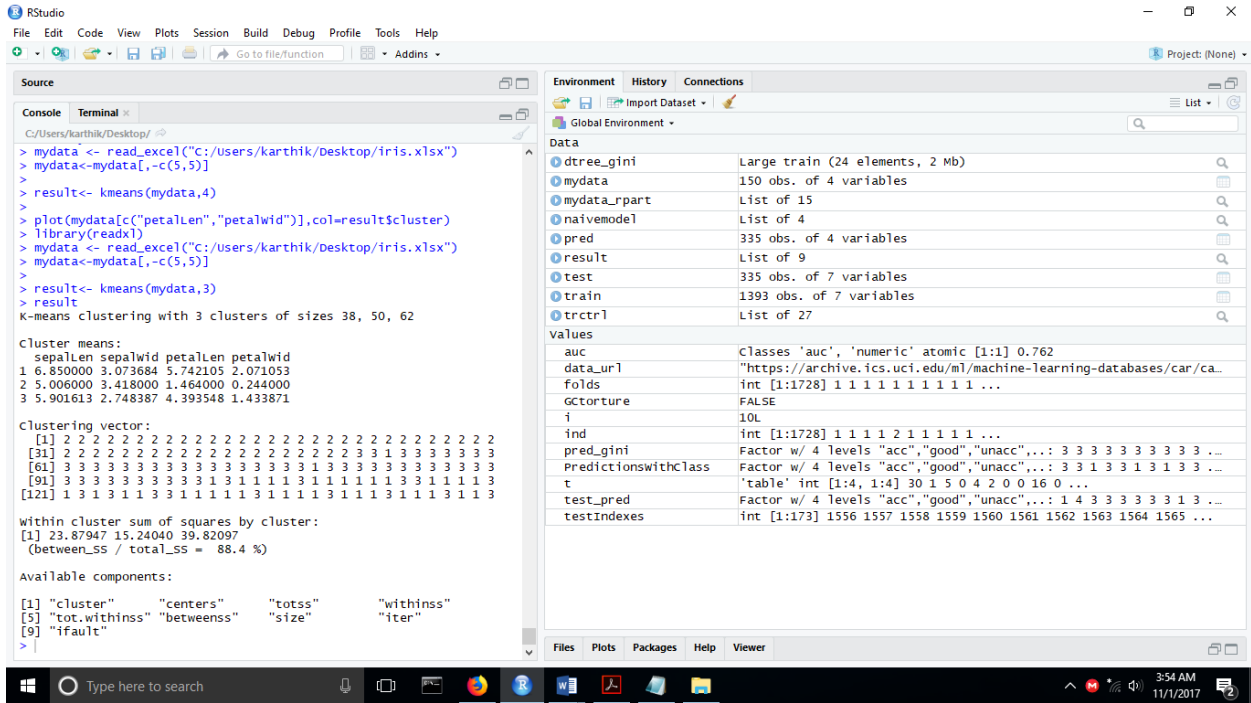 RStudio
File Edit Code View Plots Session Build Debug Profile Tools Help
Go to file/function Addins Project: (None)
Source
Console Terminal
C:/Users/karthik/Desktop/
> mydata <- read_excel("C:/Users/karthik/Desktop/iris.xlsx")
> mydata<-mydata[,-c(5,5)]
>
> result<- kmeans(mydata,4)
>
> plot(mydata[c("petalLen","petalWid")],col=result$cluster)
> library(readxl)
> mydata <- read_excel("C:/Users/karthik/Desktop/iris.xlsx")
> mydata<-mydata[,-c(5,5)]
>
> result<- kmeans(mydata,3)
> result
K-means clustering with 3 clusters of sizes 38, 50, 62
Cluster means:
sepalLen sepalWid petalLen petalWid
1 6.850000 3.073684 5.742105 2.071053
2 5.006000 3.418000 1.464000 0.244000
3 5.901613 2.748387 4.393548 1.433871
Clustering vector:
[1] 2 2 2 2 2 2 2 2 2 2 2 2 2 2 2 2 2 2 2 2 2 2 2 2 2 2 2 2 2 2
[31] 2 2 2 2 2 2 2 2 2 2 2 2 2 2 2 2 2 2 2 2 3 3 1 3 3 3 3 3 3 3
[61] 3 3 3 3 3 3 3 3 3 3 3 3 3 3 3 3 3 1 3 3 3 3 3 3 3 3 3 3 3 3
[91] 3 3 3 3 3 3 3 3 3 3 1 3 1 1 1 1 3 1 1 1 1 1 1 3 3 1 1 1 1 3
[121] 1 3 1 3 1 1 3 3 1 1 1 1 1 3 1 1 1 1 3 1 1 1 3 1 1 1 3 1 1 3
Within cluster sum of squares by cluster:
[1] 23.87947 15.24040 39.82097
(between_SS / total_SS = 88.4 %)
Available components:
[1] "cluster" "centers" "totss" "withinss"
[5] "tot.withinss" "betweenss" "size" "iter"
[9] "ifault"
>
Environment History Connections
Import Dataset List
Global Environment
Data
dtree_gini Large train (24 elements, 2 Mb)
mydata 150 obs. of 4 variables
mydata_rpart List of 15
naivemodel List of 4
pred 335 obs. of 4 variables
result List of 9
test 335 obs. of 7 variables
train 1393 obs. of 7 variables
trctrl List of 27
Values
auc Classes 'auc', 'numeric' atomic [1:1] 0.762
data_url "https://archive.ics.uci.edu/ml/machine-learning-databases/car/ca…
folds int [1:1728] 1 1 1 1 1 1 1 1 1 1 ...
GCtorture FALSE
i 10L
ind int [1:1728] 1 1 1 1 2 1 1 1 1 1 ...
pred_gini Factor w/ 4 levels "acc","good","unacc",..: 3 3 3 3 3 3 3 3 3 3 .…
PredictionsWithClass Factor w/ 4 levels "acc","good","unacc",..: 3 3 1 3 3 1 3 1 3 3 .…
t 'table' int [1:4, 1:4] 30 1 5 0 4 2 0 0 16 0 ...
test_pred Factor w/ 4 levels "acc","good","unacc",..: 1 4 3 3 3 3 3 3 1 3 .…
testIndexes int [1:173] 1556 1557 1558 1559 1560 1561 1562 1563 1564 1565 ...
Files Plots Packages Help Viewer
Type here to search
3:54 AM
11/1/2017
2